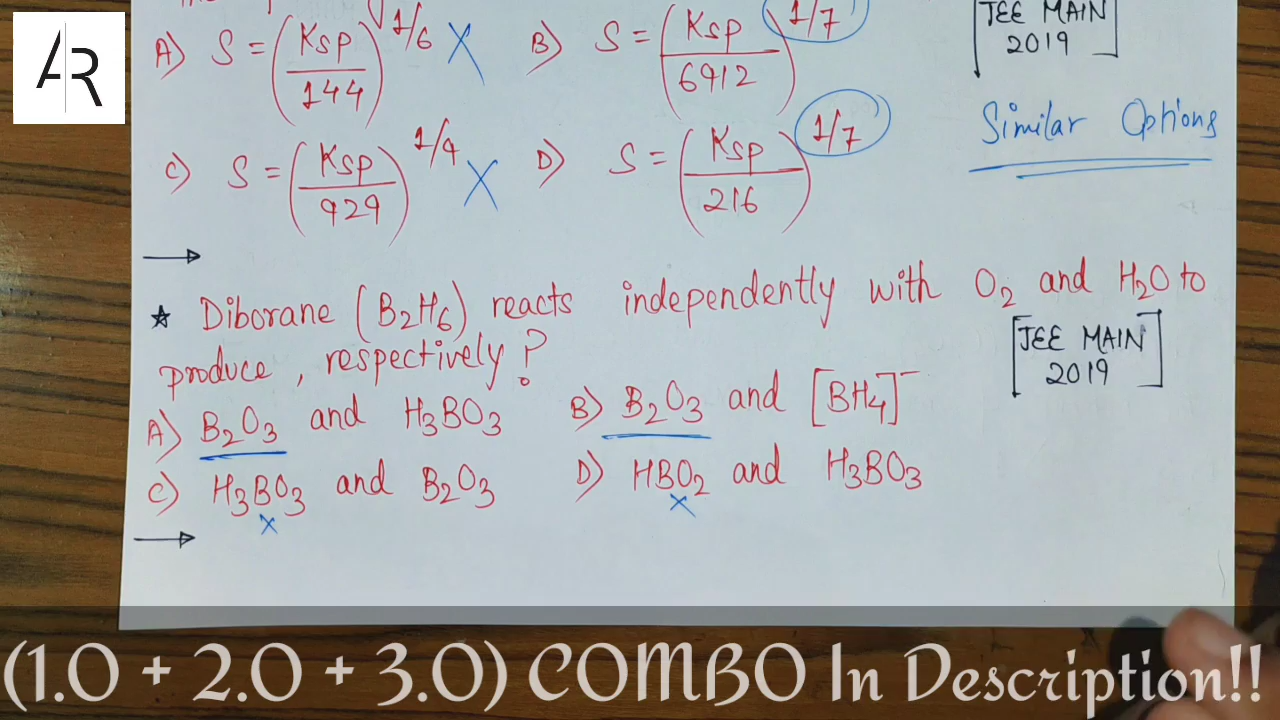 AR
A) S = (Ksp/144)^1/6 X B) S = (Ksp/6912)^1/7
[JEE MAIN 2019]
Similar Options
C) S = (Ksp/929)^1/9 X D) S = (Ksp/216)^1/7
→
★ Diborane (B2H6) reacts independently with O2 and H2O to
produce, respectively?
[JEE MAIN 2019]
A) B2O3 and H3BO3 B) B2O3 and [BH4]⁻
C) H3BO3 and B2O3 D) HBO2 and H3BO3
X X
→
(1.0 + 2.0 + 3.0) COMBO In Description!!